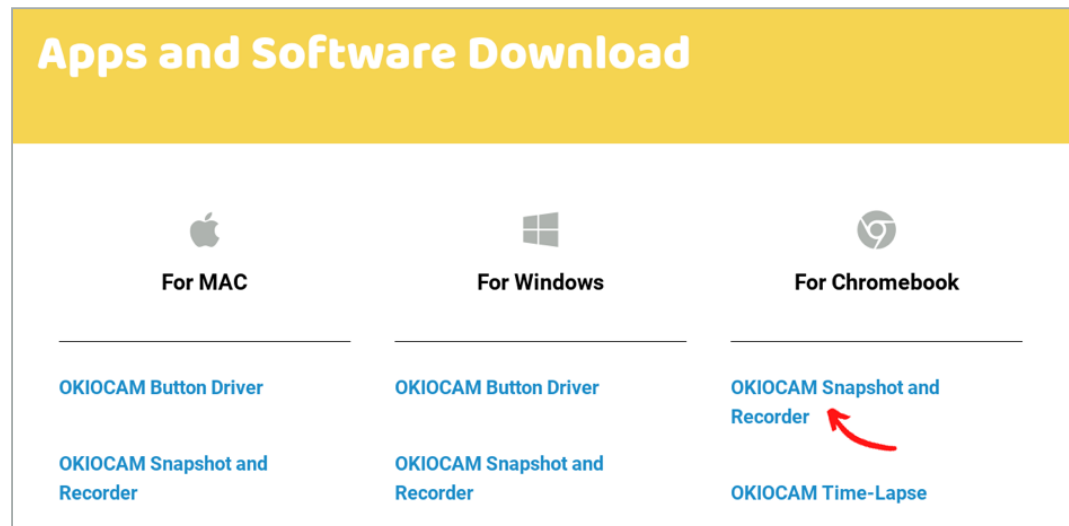 Apps and Software Download
For MAC
For Windows
For Chromebook
OKIOCAM Button Driver
OKIOCAM Snapshot and
Recorder
OKIOCAM Button Driver
OKIOCAM Snapshot and
Recorder
OKIOCAM Snapshot and
Recorder
OKIOCAM Time-Lapse